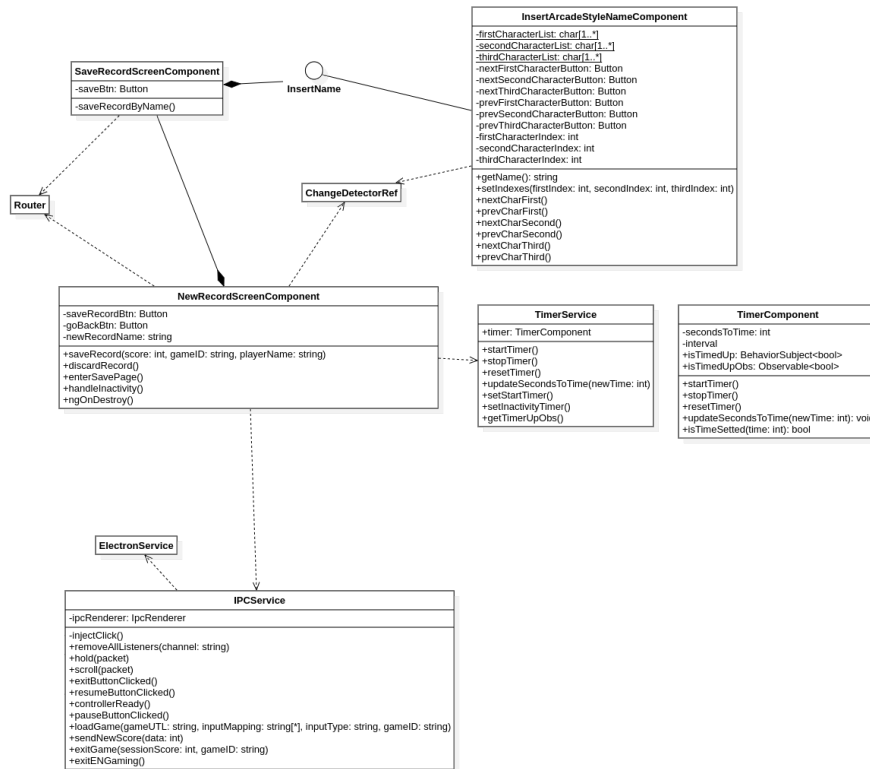 InsertArcadeStyleNameComponent
-firstCharacterList: char[1..*]
-secondCharacterList: char[1..*]
-thirdCharacterList: char[1..*]
-nextFirstCharacterButton: Button
-nextSecondCharacterButton: Button
-nextThirdCharacterButton: Button
-prevFirstCharacterButton: Button
-prevSecondCharacterButton: Button
-prevThirdCharacterButton: Button
-firstCharacterIndex: int
-secondCharacterIndex: int
-thirdCharacterIndex: int
+getName(): string
+setIndexes(firstIndex: int, secondIndex: int, thirdIndex: int)
+nextCharFirst()
+prevCharFirst()
+nextCharSecond()
+prevCharSecond()
+nextCharThird()
+prevCharThird()
SaveRecordScreenComponent
-saveBtn: Button
-saveRecordByName()
InsertName
Router
ChangeDetectorRef
NewRecordScreenComponent
-saveRecordBtn: Button
-goBackBtn: Button
-newRecordName: string
+saveRecord(score: int, gameID: string, playerName: string)
+discardRecord()
+enterSavePage()
+handleInactivity()
+ngOnDestroy()
TimerService
+timer: TimerComponent
+startTimer()
+stopTimer()
+resetTimer()
+updateSecondsToTime(newTime: int)
+setStartTimer()
+setInactivityTimer()
+getTimerUpObs()
TimerComponent
-secondsToTime: int
-interval
+isTimedUp: BehaviorSubject<bool>
+isTimedUpObs: Observable<bool>
+startTimer()
+stopTimer()
+resetTimer()
+updateSecondsToTime(newTime: int): voi
+isTimeSetted(time: int): bool
ElectronService
IPCService
-ipcRenderer: IpcRenderer
-injectClick()
+removeAllListeners(channel: string)
+hold(packet)
+scroll(packet)
+exitButtonClicked()
+resumeButtonClicked()
+controllerReady()
+pauseButtonClicked()
+loadGame(gameUTL: string, inputMapping: string[*], inputType: string, gameID: string)
+sendNewScore(data: int)
+exitGame(sessionScore: int, gameID: string)
+exitENGaming()